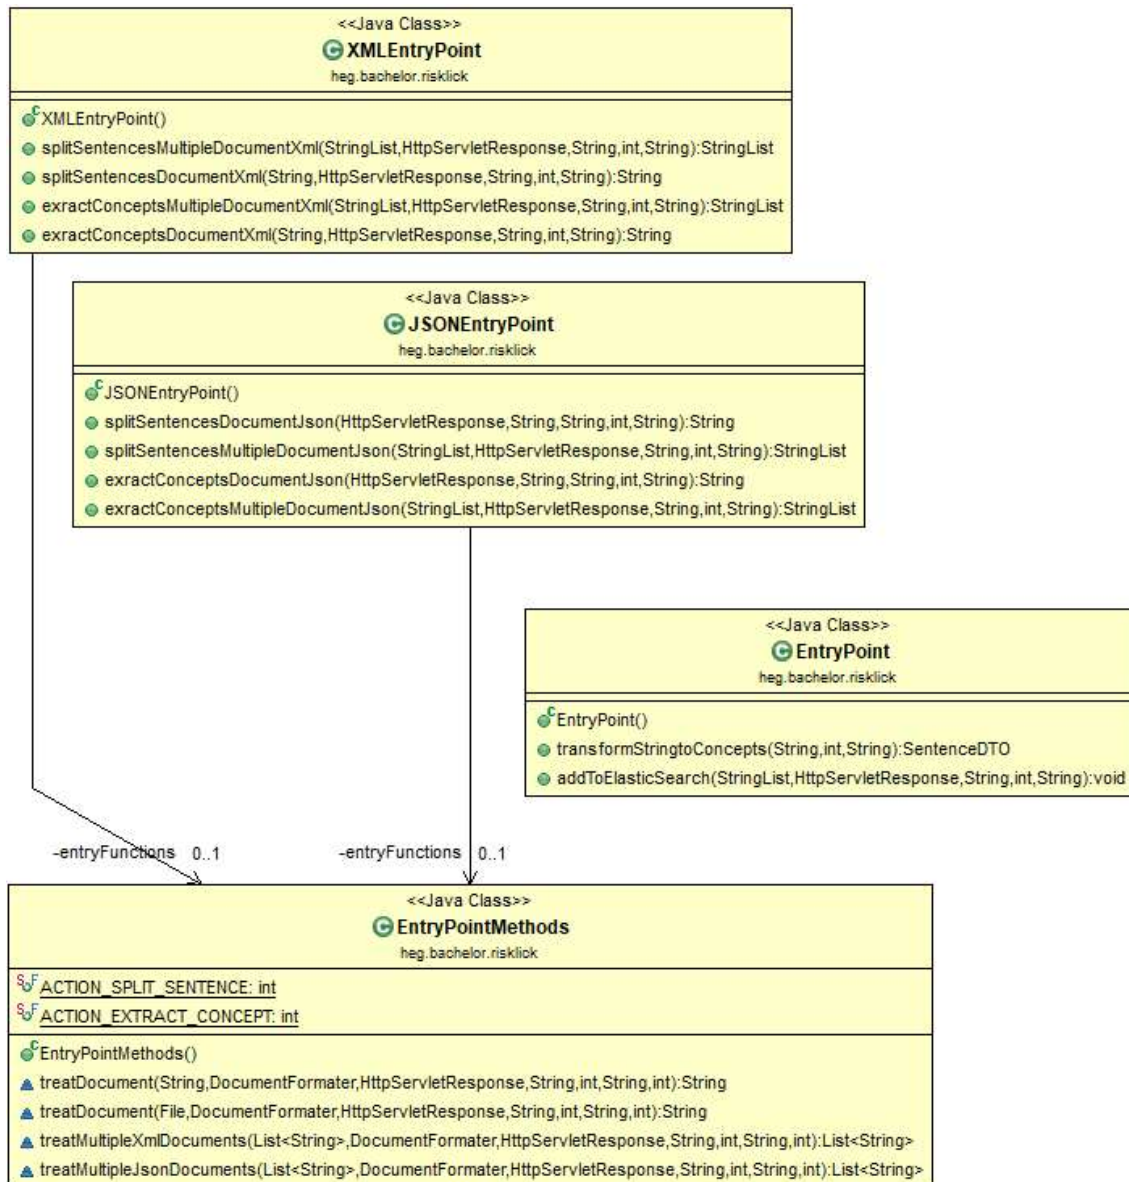 <<Java Class>>
XMLEntryPoint
heg.bachelor.risklick
XMLEntryPoint()
splitSentencesMultipleDocumentXml(StringList,HttpServletResponse,String,int,String):StringList
splitSentencesDocumentXml(String,HttpServletResponse,String,int,String):String
exractConceptsMultipleDocumentXml(StringList,HttpServletResponse,String,int,String):StringList
exractConceptsDocumentXml(String,HttpServletResponse,String,int,String):String
<<Java Class>>
JSONEntryPoint
heg.bachelor.risklick
JSONEntryPoint()
splitSentencesDocumentJson(HttpServletResponse,String,String,int,String):String
splitSentencesMultipleDocumentJson(StringList,HttpServletResponse,String,int,String):StringList
exractConceptsDocumentJson(HttpServletResponse,String,String,int,String):String
exractConceptsMultipleDocumentJson(StringList,HttpServletResponse,String,int,String):StringList
<<Java Class>>
EntryPoint
heg.bachelor.risklick
EntryPoint()
transformStringtoConcepts(String,int,String):SentenceDTO
addToElasticSearch(StringList,HttpServletResponse,String,int,String):void
-entryFunctions 0..1
-entryFunctions 0..1
<<Java Class>>
EntryPointMethods
heg.bachelor.risklick
ACTION_SPLIT_SENTENCE: int
ACTION_EXTRACT_CONCEPT: int
EntryPointMethods()
treatDocument(String,DocumentFormater,HttpServletResponse,String,int,String,int):String
treatDocument(File,DocumentFormater,HttpServletResponse,String,int,String,int):String
treatMultipleXmlDocuments(List<String>,DocumentFormater,HttpServletResponse,String,int,String,int):List<String>
treatMultipleJsonDocuments(List<String>,DocumentFormater,HttpServletResponse,String,int,String,int):List<String>